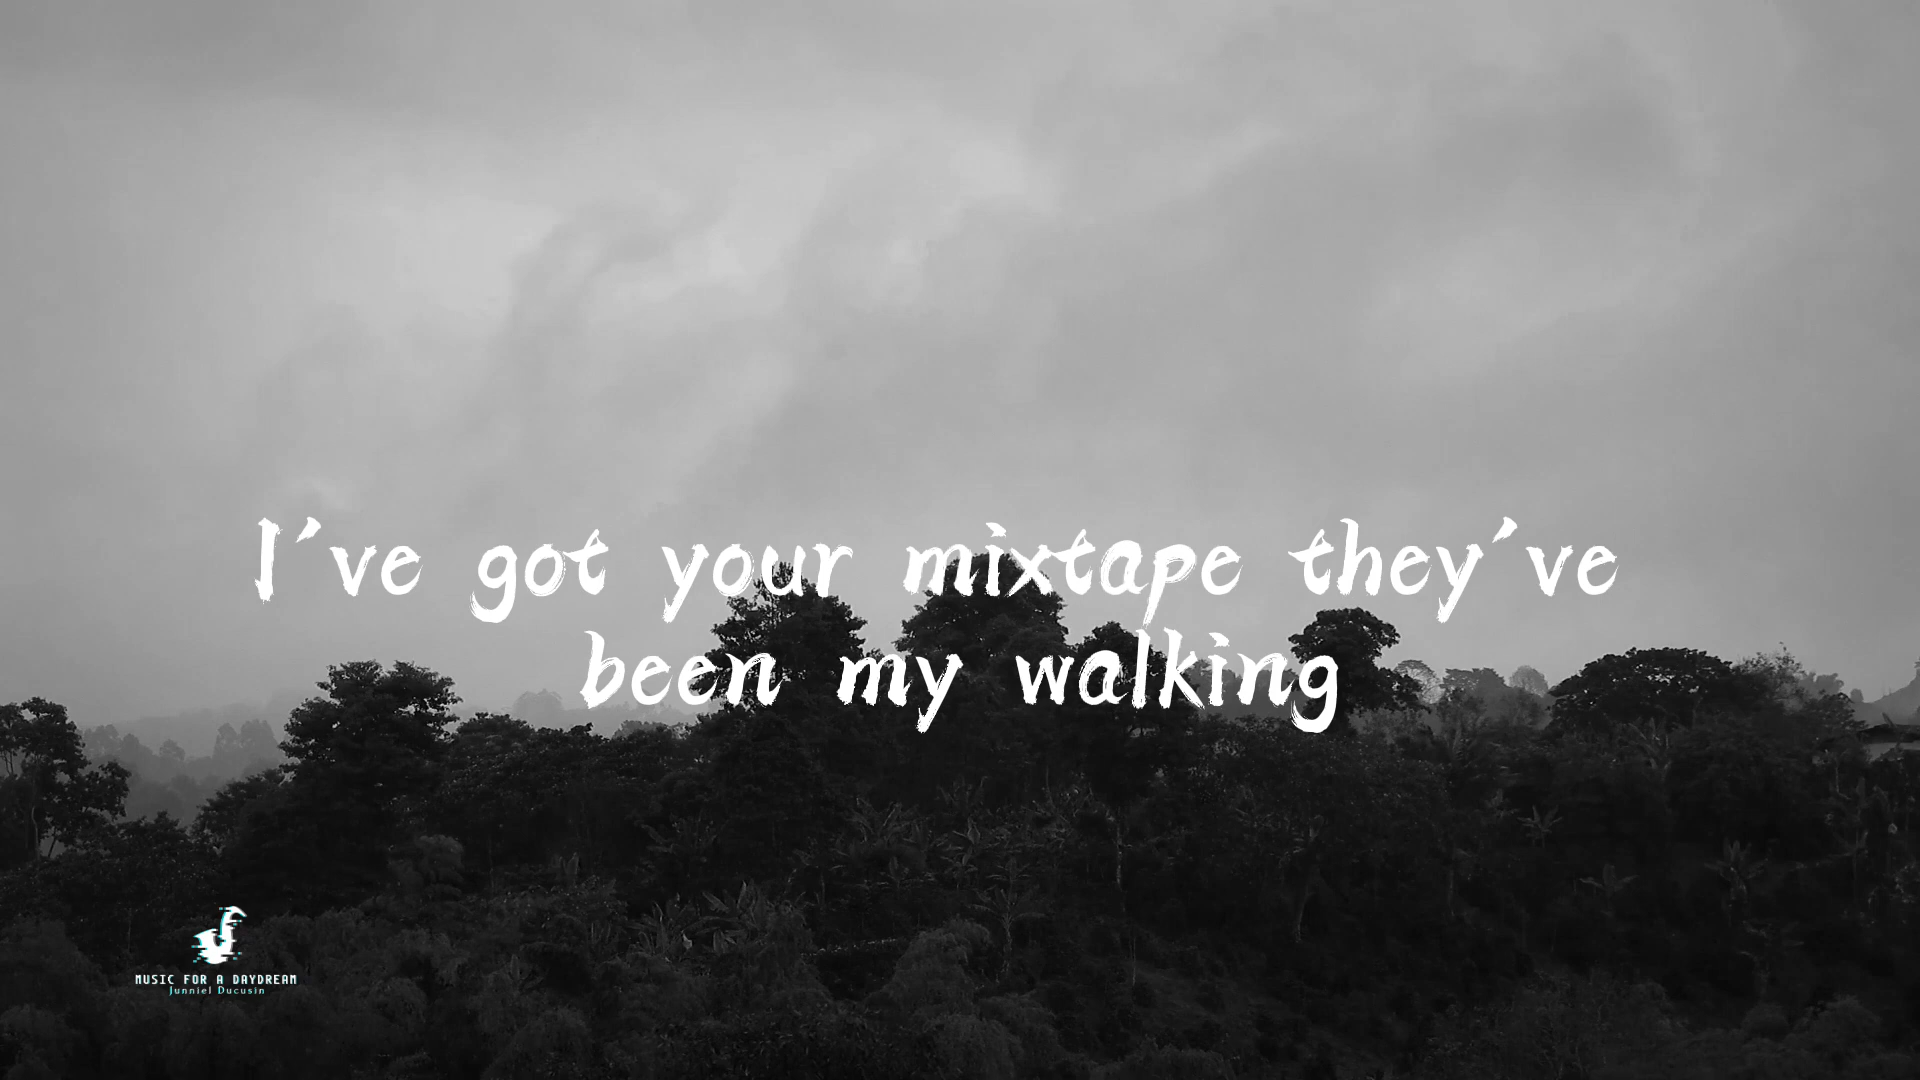 I've got your mixtape they've
been my walking
MUSIC FOR A DAYDREAM
Junniel Ducusin